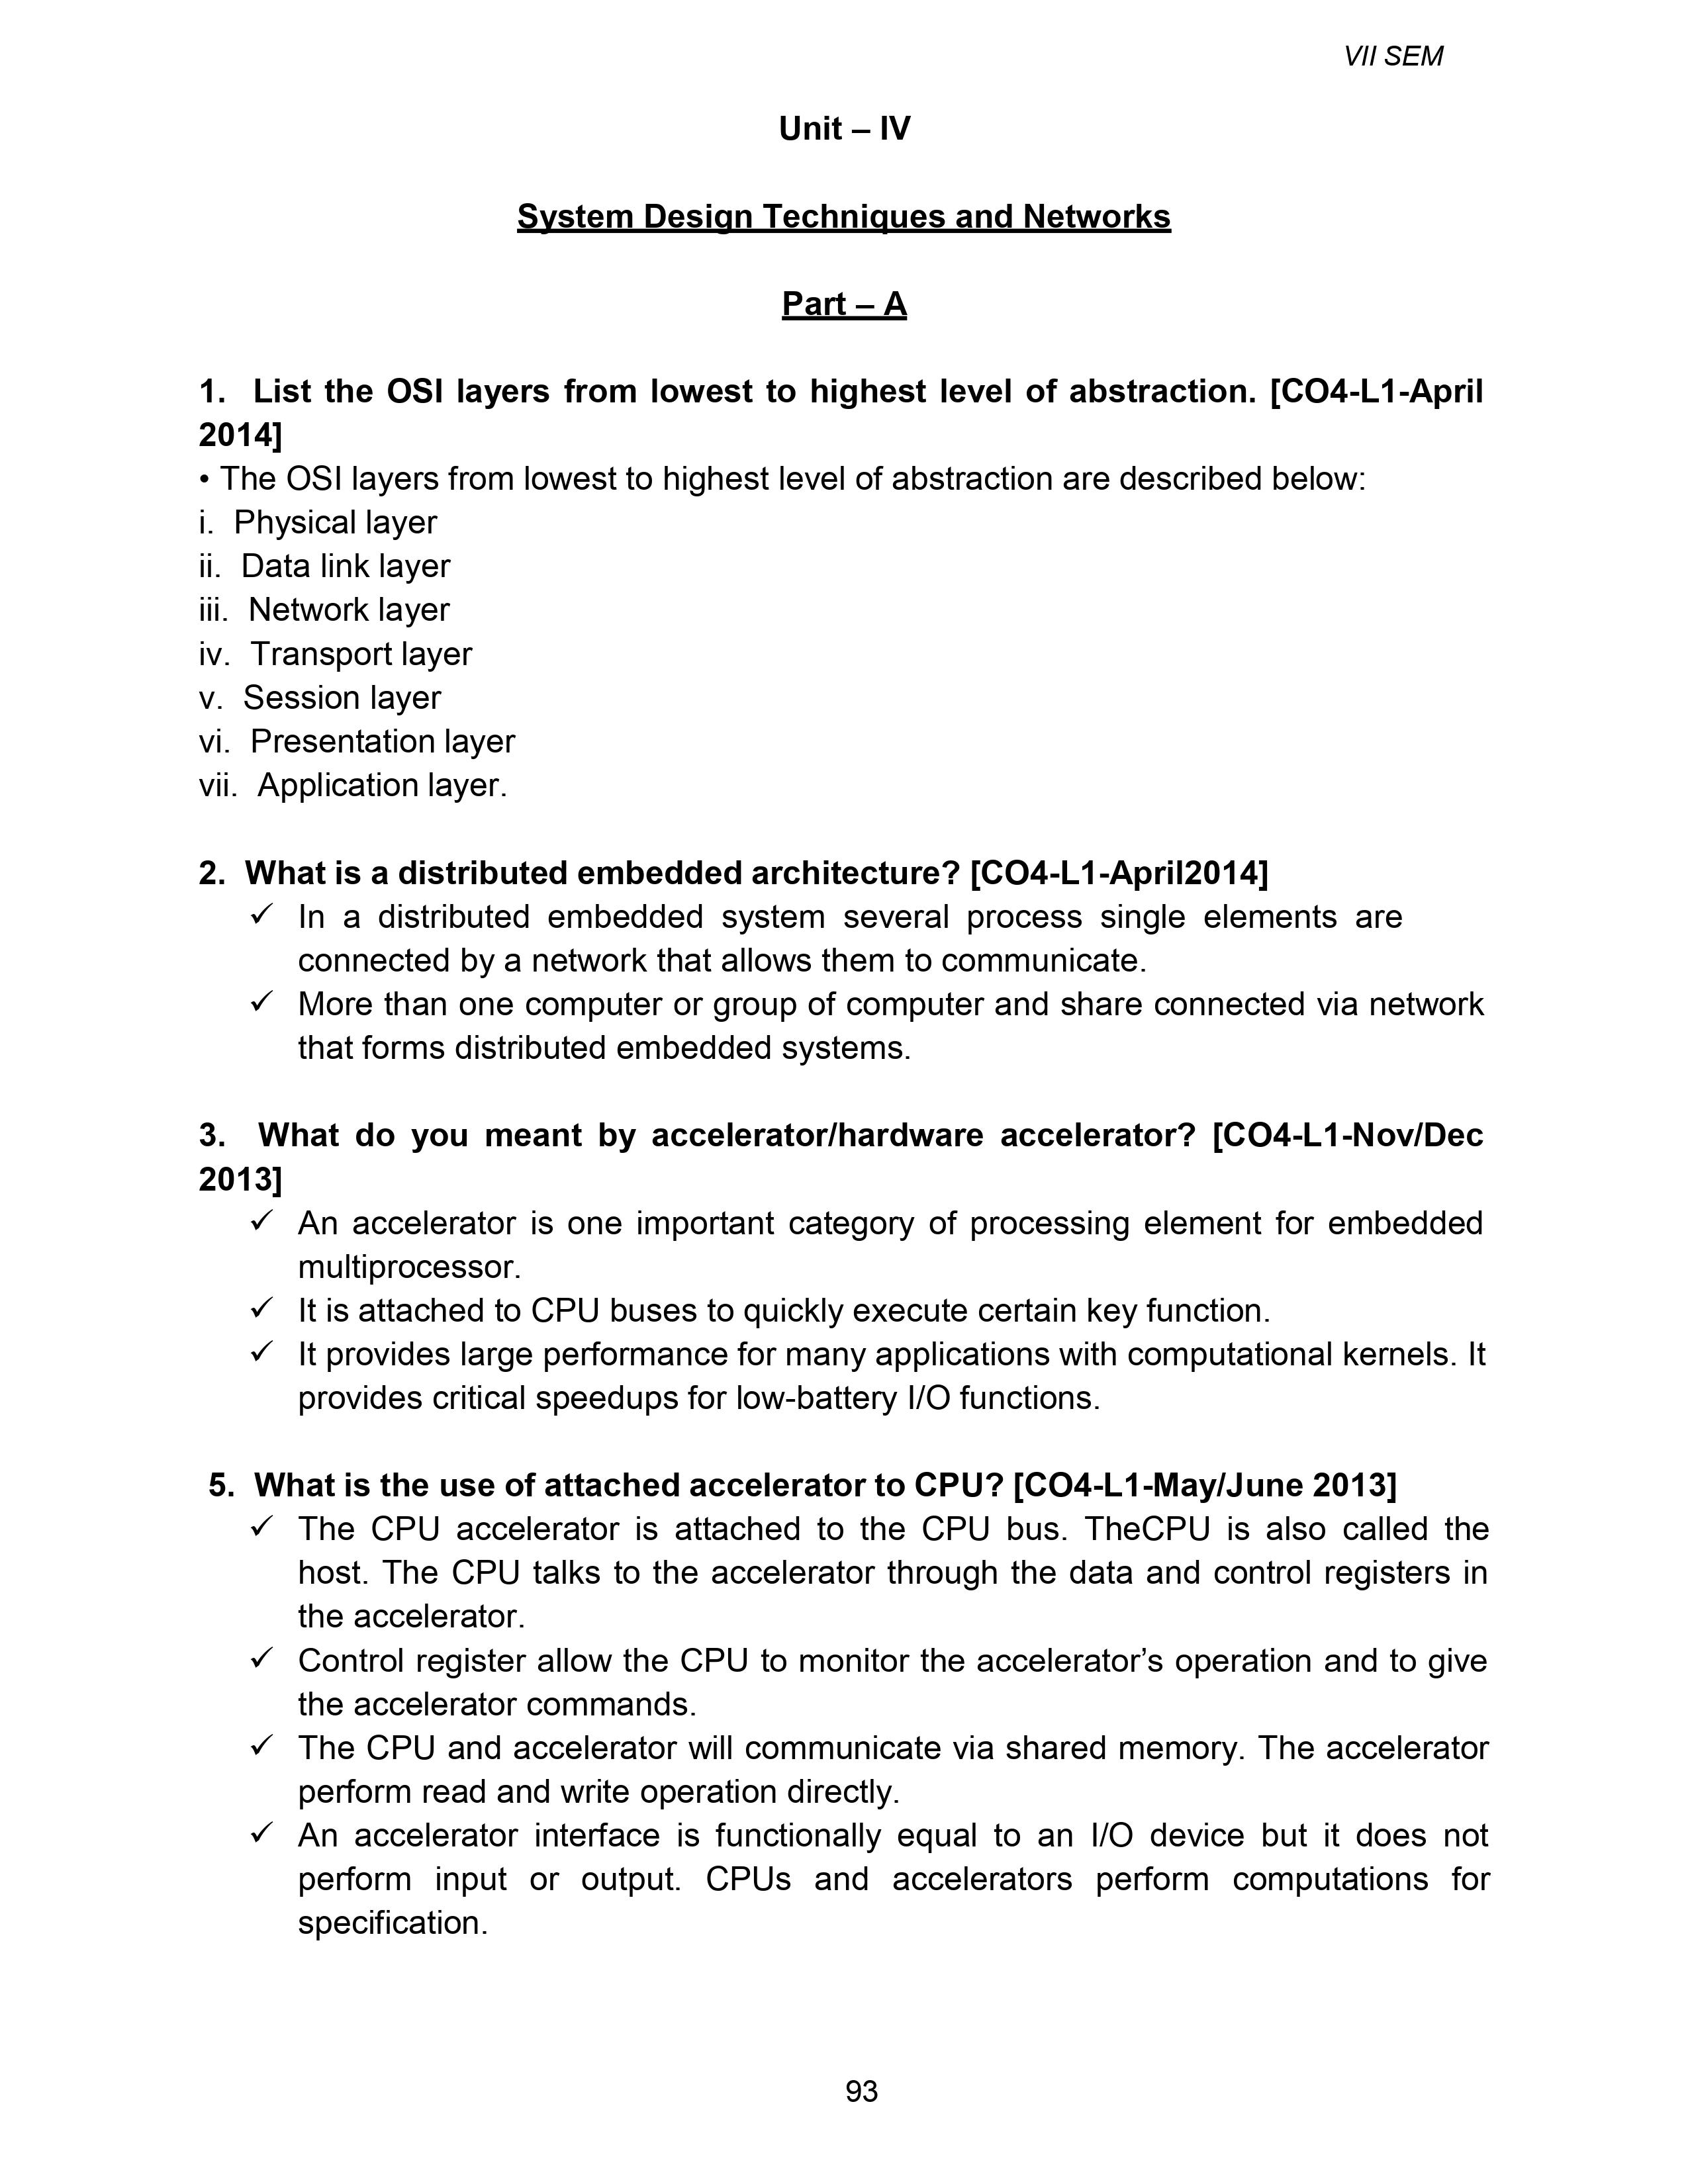 VII SEM
Unit – IV
System Design Techniques and Networks
Part – A
1. List the OSI layers from lowest to highest level of abstraction. [CO4-L1-April
2014]
• The OSI layers from lowest to highest level of abstraction are described below:
i. Physical layer
ii. Data link layer
iii. Network layer
iv. Transport layer
v. Session layer
vi. Presentation layer
vii. Application layer.
2. What is a distributed embedded architecture? [CO4-L1-April2014]
✓ In a distributed embedded system several process single elements are
connected by a network that allows them to communicate.
✓ More than one computer or group of computer and share connected via network
that forms distributed embedded systems.
3. What do you meant by accelerator/hardware accelerator? [CO4-L1-Nov/Dec
2013]
✓ An accelerator is one important category of processing element for embedded
multiprocessor.
✓ It is attached to CPU buses to quickly execute certain key function.
✓ It provides large performance for many applications with computational kernels. It
provides critical speedups for low-battery I/O functions.
5. What is the use of attached accelerator to CPU? [CO4-L1-May/June 2013]
✓ The CPU accelerator is attached to the CPU bus. TheCPU is also called the
host. The CPU talks to the accelerator through the data and control registers in
the accelerator.
✓ Control register allow the CPU to monitor the accelerator’s operation and to give
the accelerator commands.
✓ The CPU and accelerator will communicate via shared memory. The accelerator
perform read and write operation directly.
✓ An accelerator interface is functionally equal to an I/O device but it does not
perform input or output. CPUs and accelerators perform computations for
specification.
93